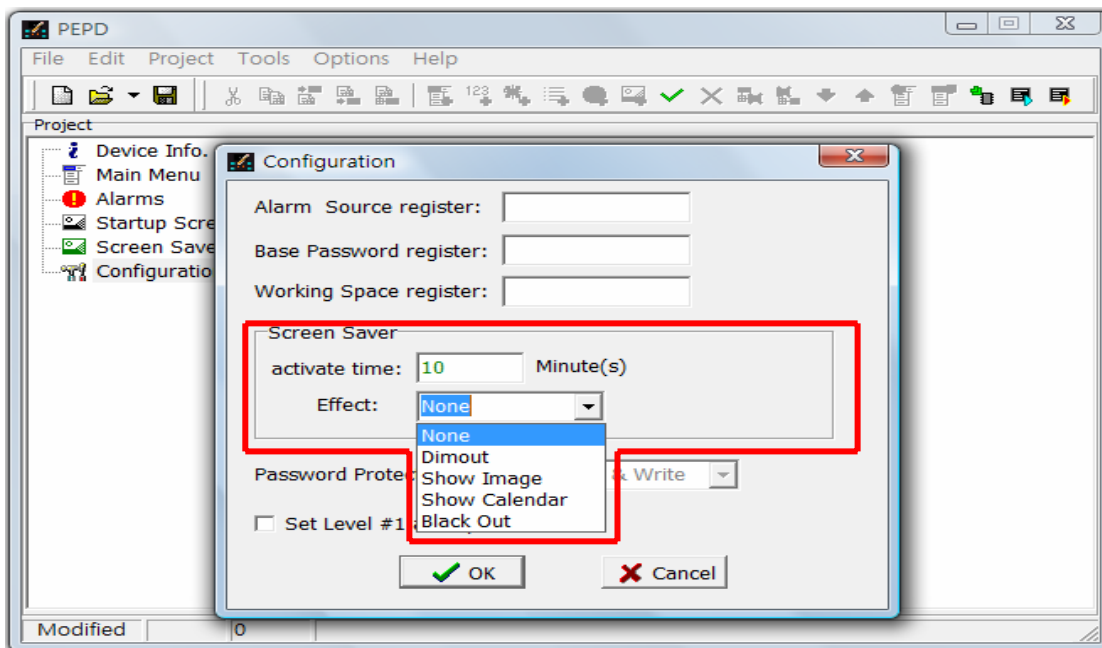 PEPD
File Edit Project Tools Options Help
123
Project
Device Info.
Main Menu
Alarms
Startup Scre
Screen Save
Configuratio
Configuration
Alarm Source register:
Base Password register:
Working Space register:
Screen Saver
activate time: 10 Minute(s)
Effect: None
None
Dimout
Show Image
Show Calendar
Black Out
Password Protec & Write
Set Level #1
OK Cancel
Modified 0